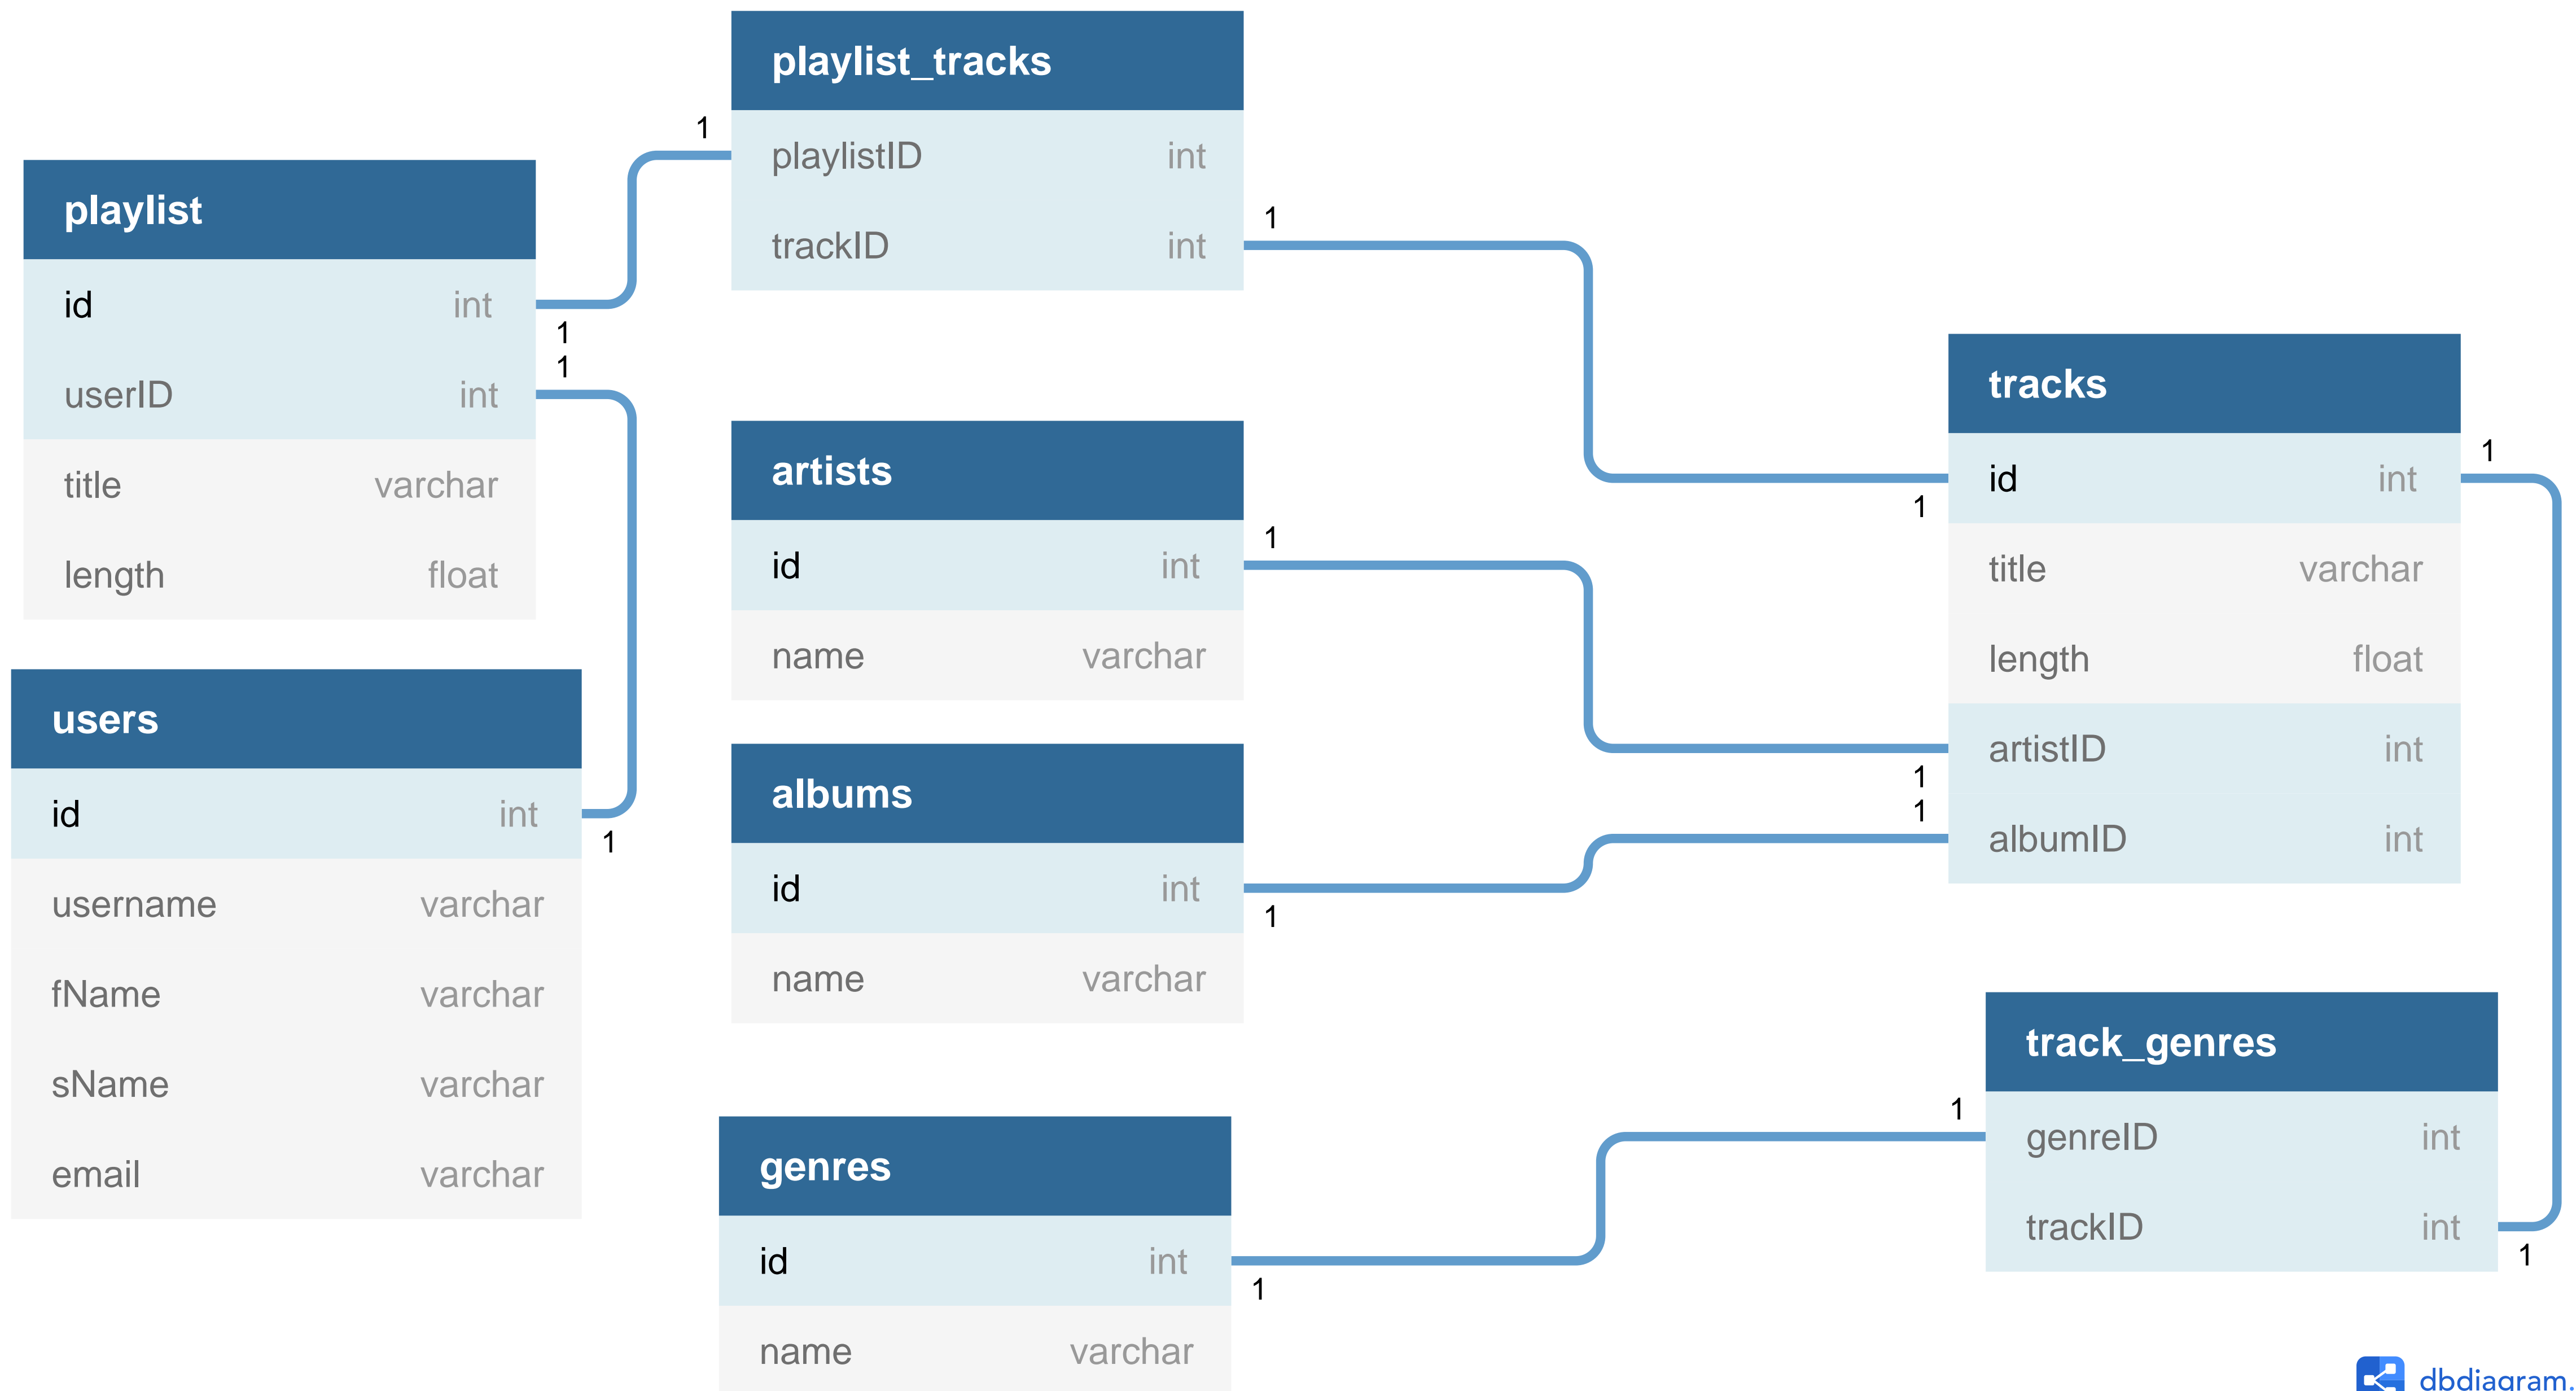 playlist_tracks
playlistID int
trackID int
1
1
playlist
id int
userID int
title varchar
length float
1
1
users
id int
username varchar
fName varchar
sName varchar
email varchar
1
artists
id int
name varchar
1
albums
id int
name varchar
1
genres
id int
name varchar
1
tracks
id int
title varchar
length float
artistID int
albumID int
1
1
1
1
track_genres
genreID int
trackID int
1
1
dbdiagram.